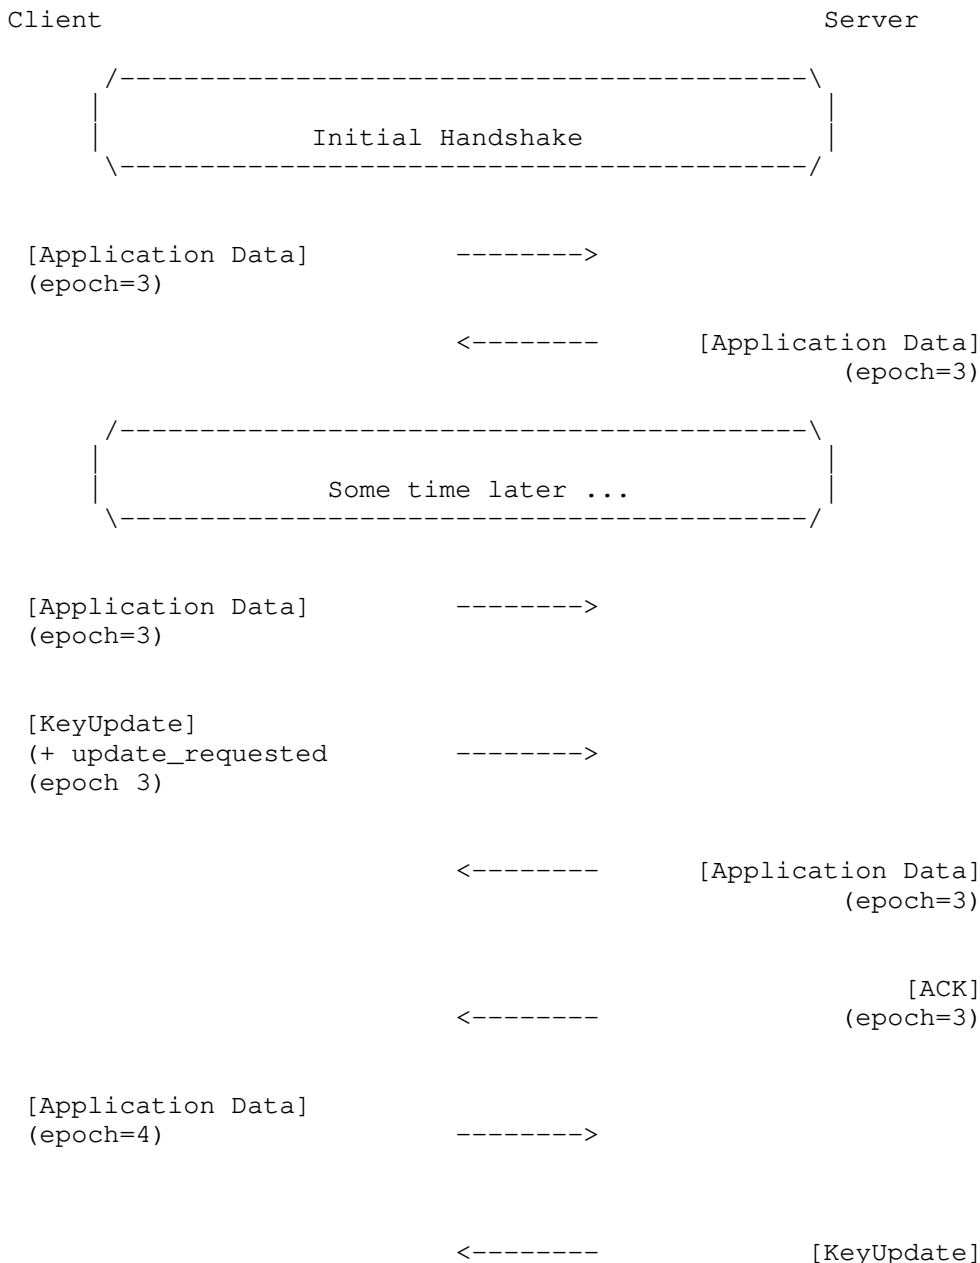 Client                                             Server

      /-------------------------------------------\
     |                                             |
     |             Initial Handshake               |
      \-------------------------------------------/

 [Application Data]         -------->
 (epoch=3)

                            <--------      [Application Data]
                                                    (epoch=3)

      /-------------------------------------------\
     |                                             |
     |              Some time later ...            |
      \-------------------------------------------/

 [Application Data]         -------->
 (epoch=3)

 [KeyUpdate]
 (+ update_requested        -------->
 (epoch 3)

                            <--------      [Application Data]
                                                    (epoch=3)

                                                        [ACK]
                            <--------               (epoch=3)

 [Application Data]
 (epoch=4)                  -------->

                            <--------             [KeyUpdate]